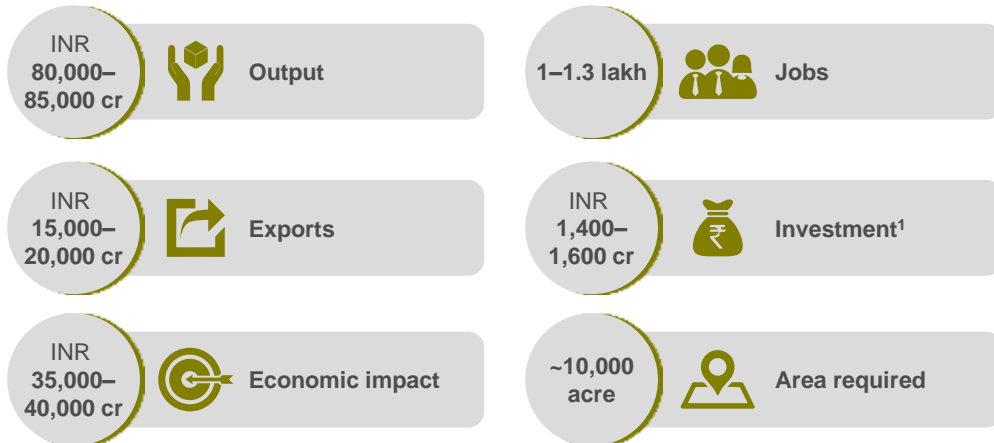 INR
80,000–
85,000 cr
Output
1–1.3 lakh
Jobs
INR
15,000–
20,000 cr
Exports
INR
1,400–
1,600 cr
₹
Investment¹
INR
35,000–
40,000 cr
Economic impact
~10,000
acre
Area required